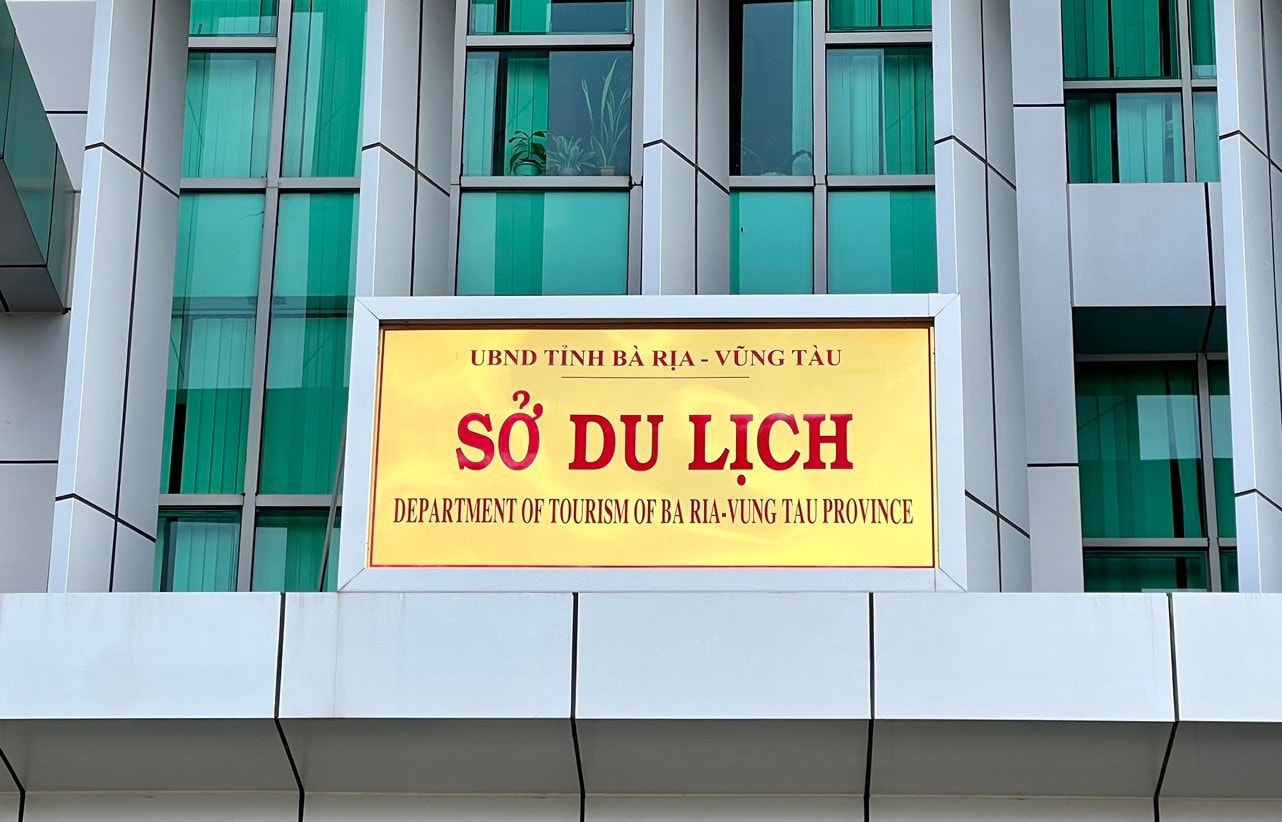 UBND TỈNH BÀ RỊA - VŨNG TÀU
SỞ DU LỊCH
DEPARTMENT OF TOURISM OF BA RIA-VUNG TAU PROVINCE